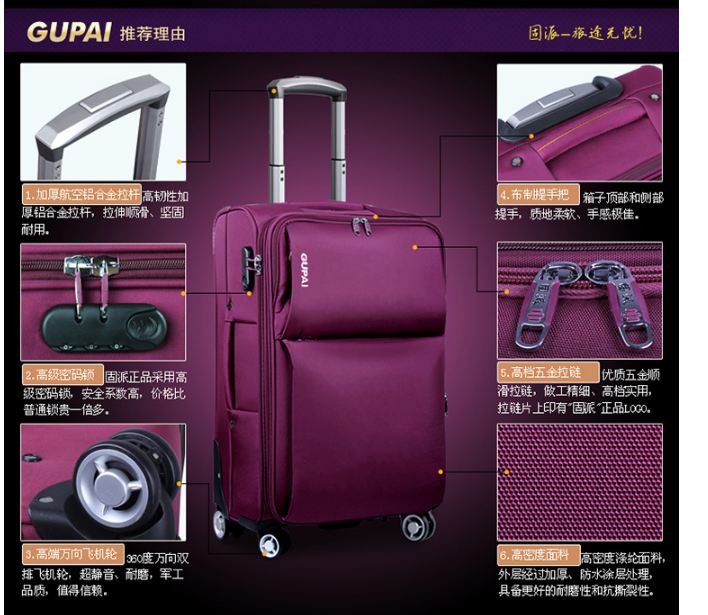 GUPAI 推荐理由
固派—旅途无忧!
1.加厚航空铝合金拉杆 高韧性加
厚铝合金拉杆，拉伸顺滑、坚固
耐用。
2.高级密码锁 固派正品采用高
级密码锁，安全系数高，价格比
普通锁贵一倍多。
3.高端万向飞机轮 360度万向双
排飞机轮，超静音、耐磨，军工
品质，值得信赖。
GUPAI
4.布制提手把 箱子顶部和侧部
提手，质地柔软、手感极佳。
5.高档五金拉链 优质五金顺
滑拉链，做工精细、高档实用，
拉链片上印有"固派"正品LOGO。
6.高密度面料 高密度涤纶面料，
外层经过加厚、防水涂层处理，
具备更好的耐磨性和抗撕裂性。